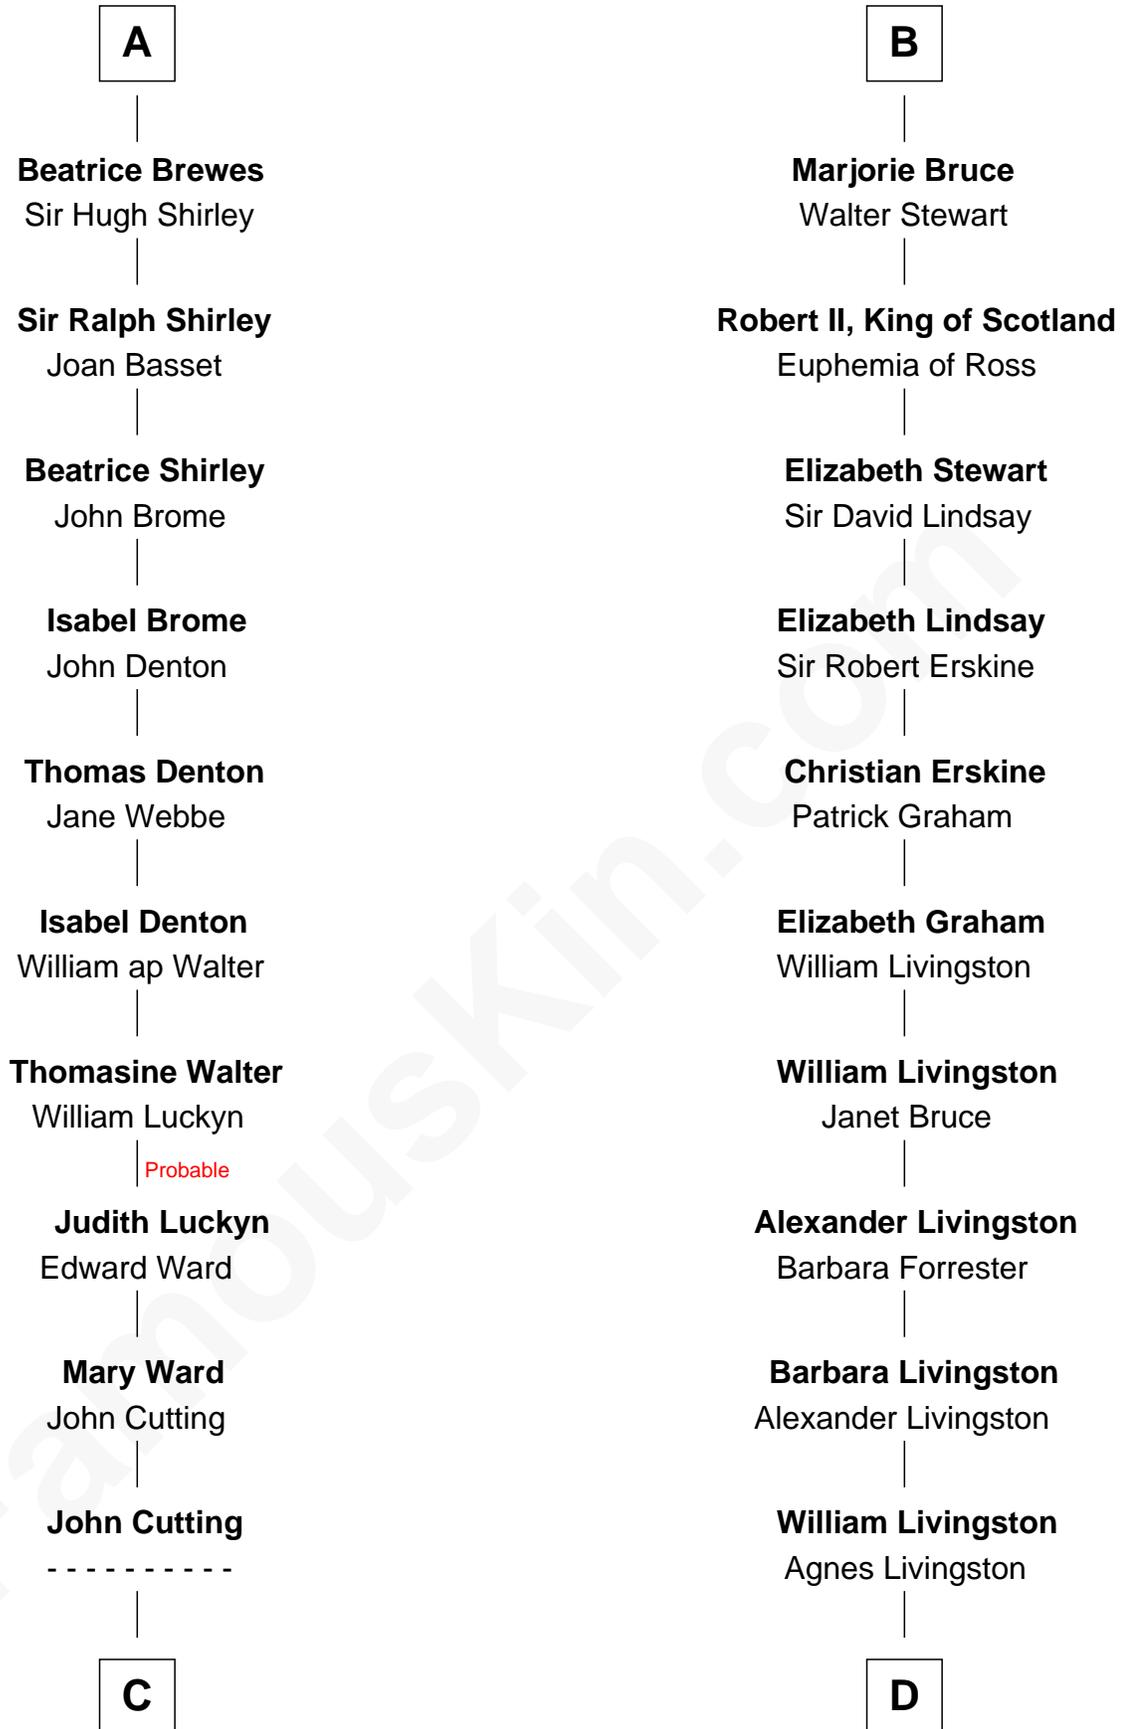 A
Beatrice Brewes
Sir Hugh Shirley
Sir Ralph Shirley
Joan Basset
Beatrice Shirley
John Brome
Isabel Brome
John Denton
Thomas Denton
Jane Webbe
Isabel Denton
William ap Walter
Thomasine Walter
William Luckyn
Probable
Judith Luckyn
Edward Ward
Mary Ward
John Cutting
John Cutting
- - - - - - - - - -
C
B
Marjorie Bruce
Walter Stewart
Robert II, King of Scotland
Euphemia of Ross
Elizabeth Stewart
Sir David Lindsay
Elizabeth Lindsay
Sir Robert Erskine
Christian Erskine
Patrick Graham
Elizabeth Graham
William Livingston
William Livingston
Janet Bruce
Alexander Livingston
Barbara Forrester
Barbara Livingston
Alexander Livingston
William Livingston
Agnes Livingston
D
FamousKin.com